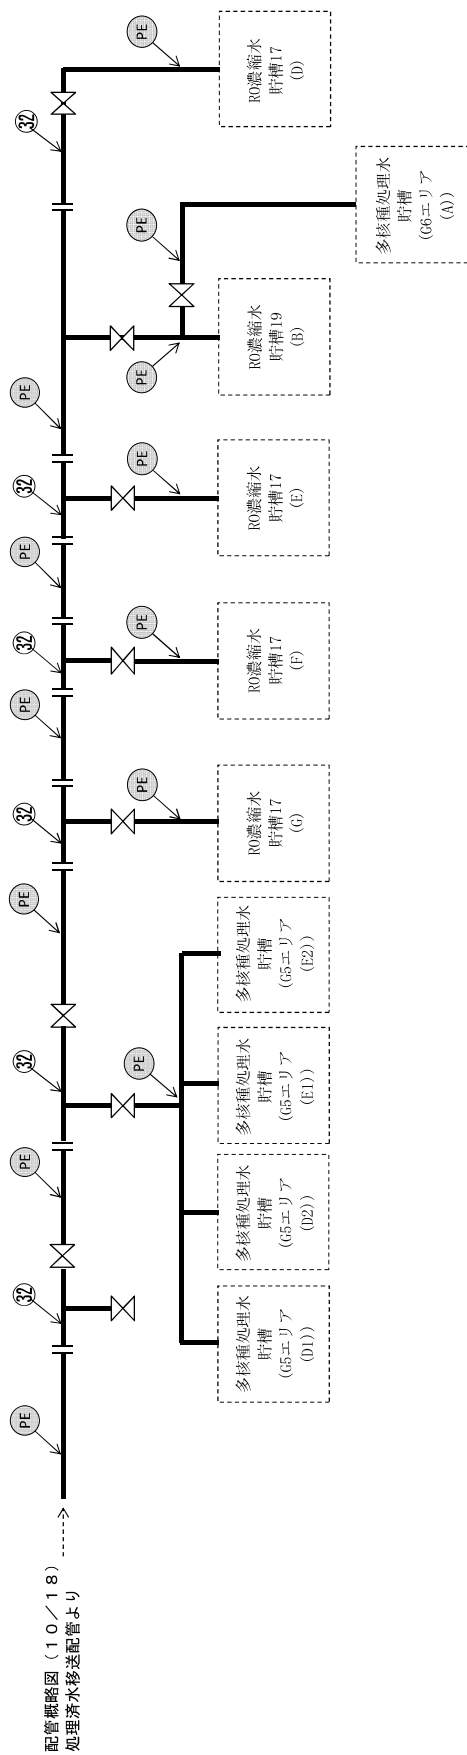 配管概略図（１０／１８）
処理済水移送配管より
PE
32
PE
32
PE
32
PE
32
PE
32
PE
32
PE
PE
PE
PE
PE
PE
PE
多核種処理水
貯槽
(G5エリア
(D1))
多核種処理水
貯槽
(G5エリア
(D2))
多核種処理水
貯槽
(G5エリア
(E1))
多核種処理水
貯槽
(G5エリア
(E2))
RO濃縮水
貯槽17
(G)
RO濃縮水
貯槽17
(F)
RO濃縮水
貯槽17
(E)
RO濃縮水
貯槽19
(B)
RO濃縮水
貯槽17
(D)
多核種処理水
貯槽
(G6エリア
(A))